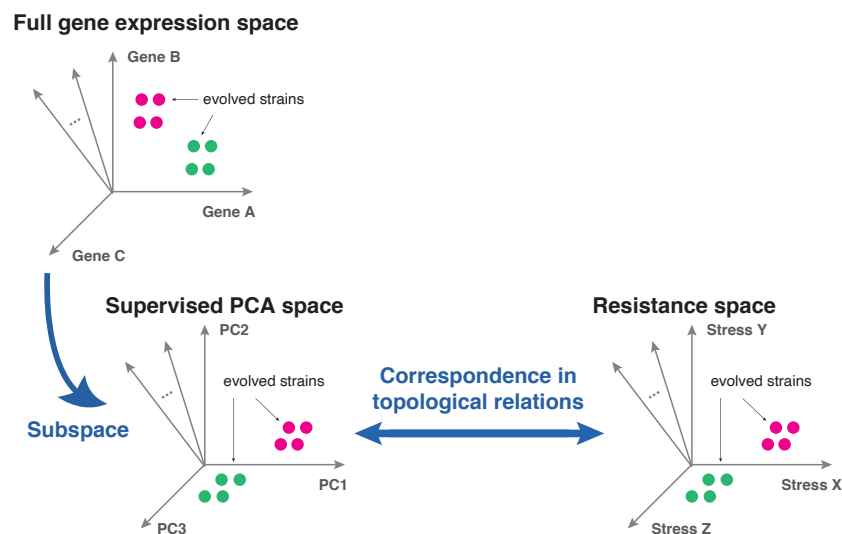 Full gene expression space
Gene B
evolved strains
...
Gene A
Gene C
Supervised PCA space
PC2
evolved strains
...
PC1
PC3
Subspace
Correspondence in
topological relations
Resistance space
Stress Y
evolved strains
...
Stress X
Stress Z